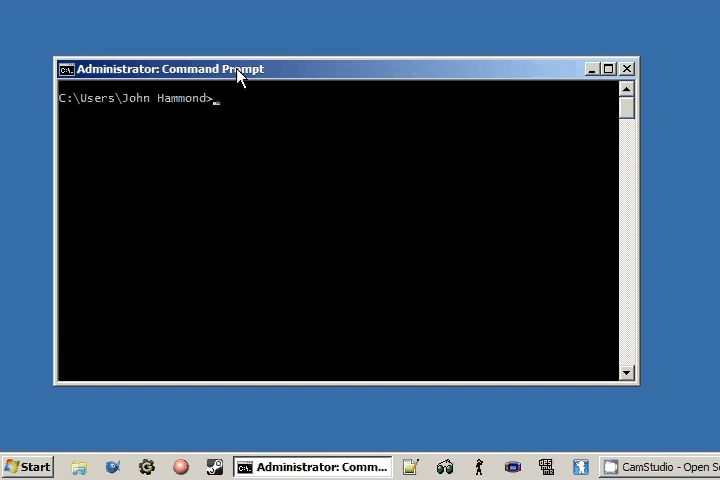 Administrator: Command Prompt
C:\Users\John Hammond>_
Start
Administrator: Comm...
CamStudio - Open S